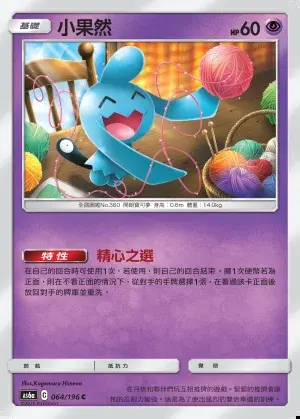 基礎 小果然 HP60
全國圖鑑No.360 開朗寶可夢 身高:0.6m 體重:14.0kg
特性 精心之選
在自己的回合時可使用1次,若使用,則自己的回合結束。擲1次硬幣若為
正面,則在不看正面的情況下,從對手的手牌選擇1張,在看過該卡正面後
放回對手的牌庫並重洗。
弱點 抵抗力 撤退
Illus.Kagemaru Himeno
AS6a C 064/196 C